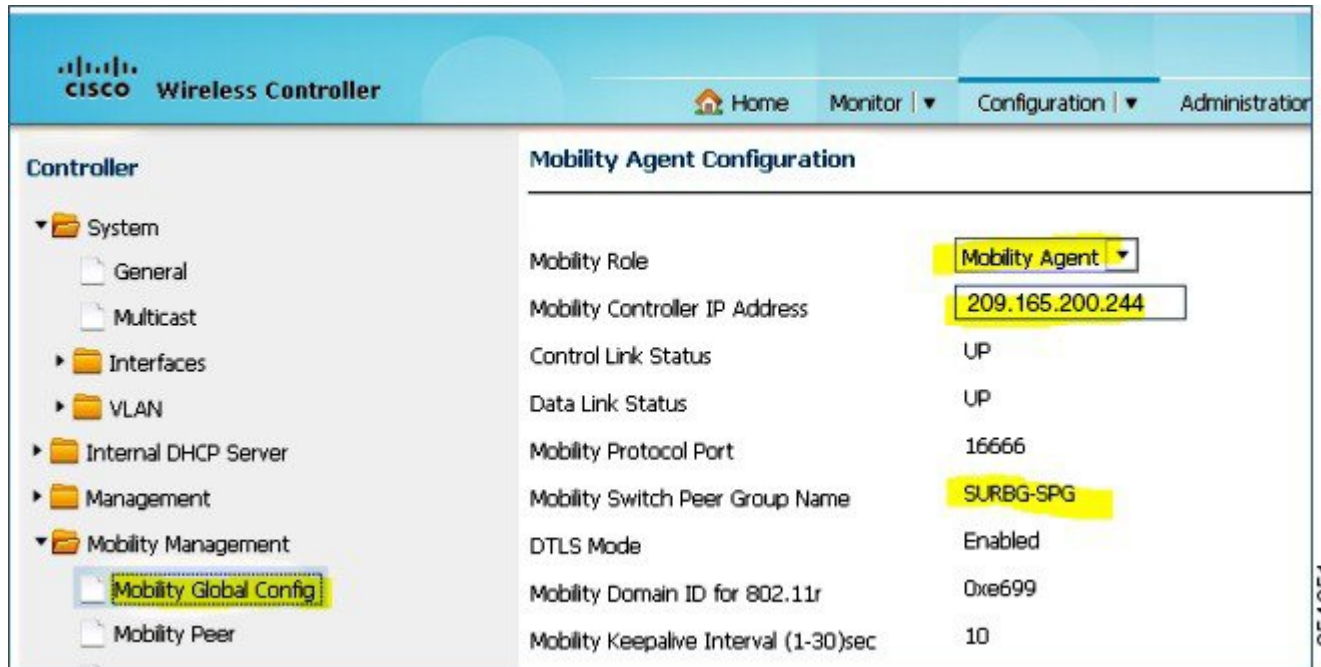 CISCO Wireless Controller
Home Monitor Configuration Administration
Controller
System
General
Multicast
Interfaces
VLAN
Internal DHCP Server
Management
Mobility Management
Mobility Global Config
Mobility Peer
Mobility Agent Configuration
Mobility Role Mobility Agent
Mobility Controller IP Address 209.165.200.244
Control Link Status UP
Data Link Status UP
Mobility Protocol Port 16666
Mobility Switch Peer Group Name SURBG-SPG
DTLS Mode Enabled
Mobility Domain ID for 802.11r 0xe699
Mobility Keepalive Interval (1-30)sec 10